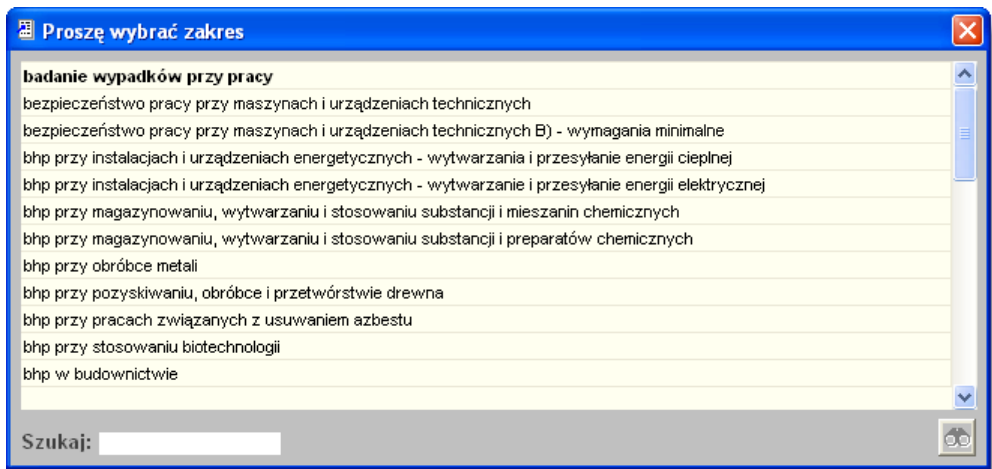 Proszę wybrać zakres
badanie wypadków przy pracy
bezpieczeństwo pracy przy maszynach i urządzeniach technicznych
bezpieczeństwo pracy przy maszynach i urządzeniach technicznych B) - wymagania minimalne
bhp przy instalacjach i urządzeniach energetycznych - wytwarzania i przesyłanie energii cieplnej
bhp przy instalacjach i urządzeniach energetycznych - wytwarzanie i przesyłanie energii elektrycznej
bhp przy magazynowaniu, wytwarzaniu i stosowaniu substancji i mieszanin chemicznych
bhp przy magazynowaniu, wytwarzaniu i stosowaniu substancji i preparatów chemicznych
bhp przy obróbce metali
bhp przy pozyskiwaniu, obróbce i przetwórstwie drewna
bhp przy pracach związanych z usuwaniem azbestu
bhp przy stosowaniu biotechnologii
bhp w budownictwie
Szukaj: